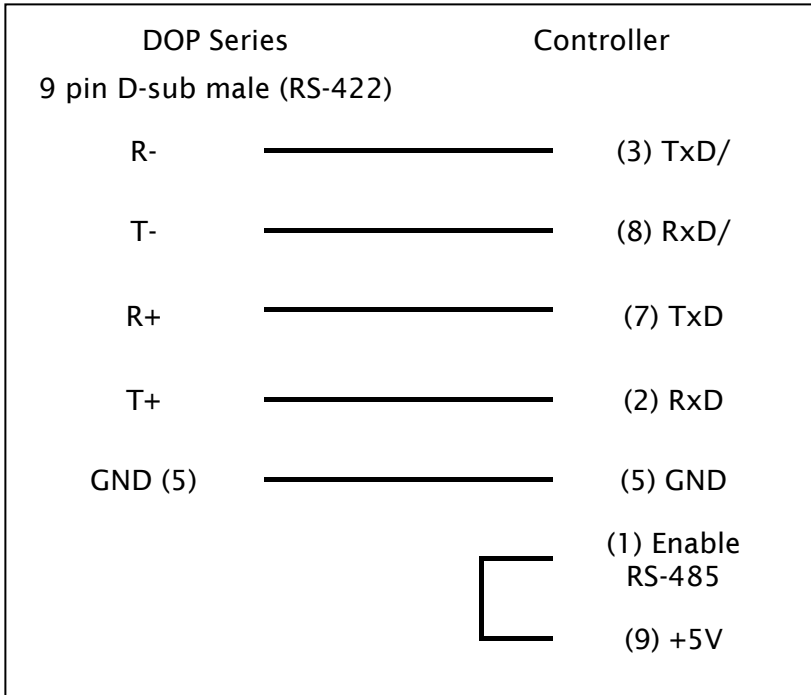 DOP Series Controller
9 pin D-sub male (RS-422)
R- (3) TxD/
T- (8) RxD/
R+ (7) TxD
T+ (2) RxD
GND (5) (5) GND
(1) Enable
RS-485
(9) +5V